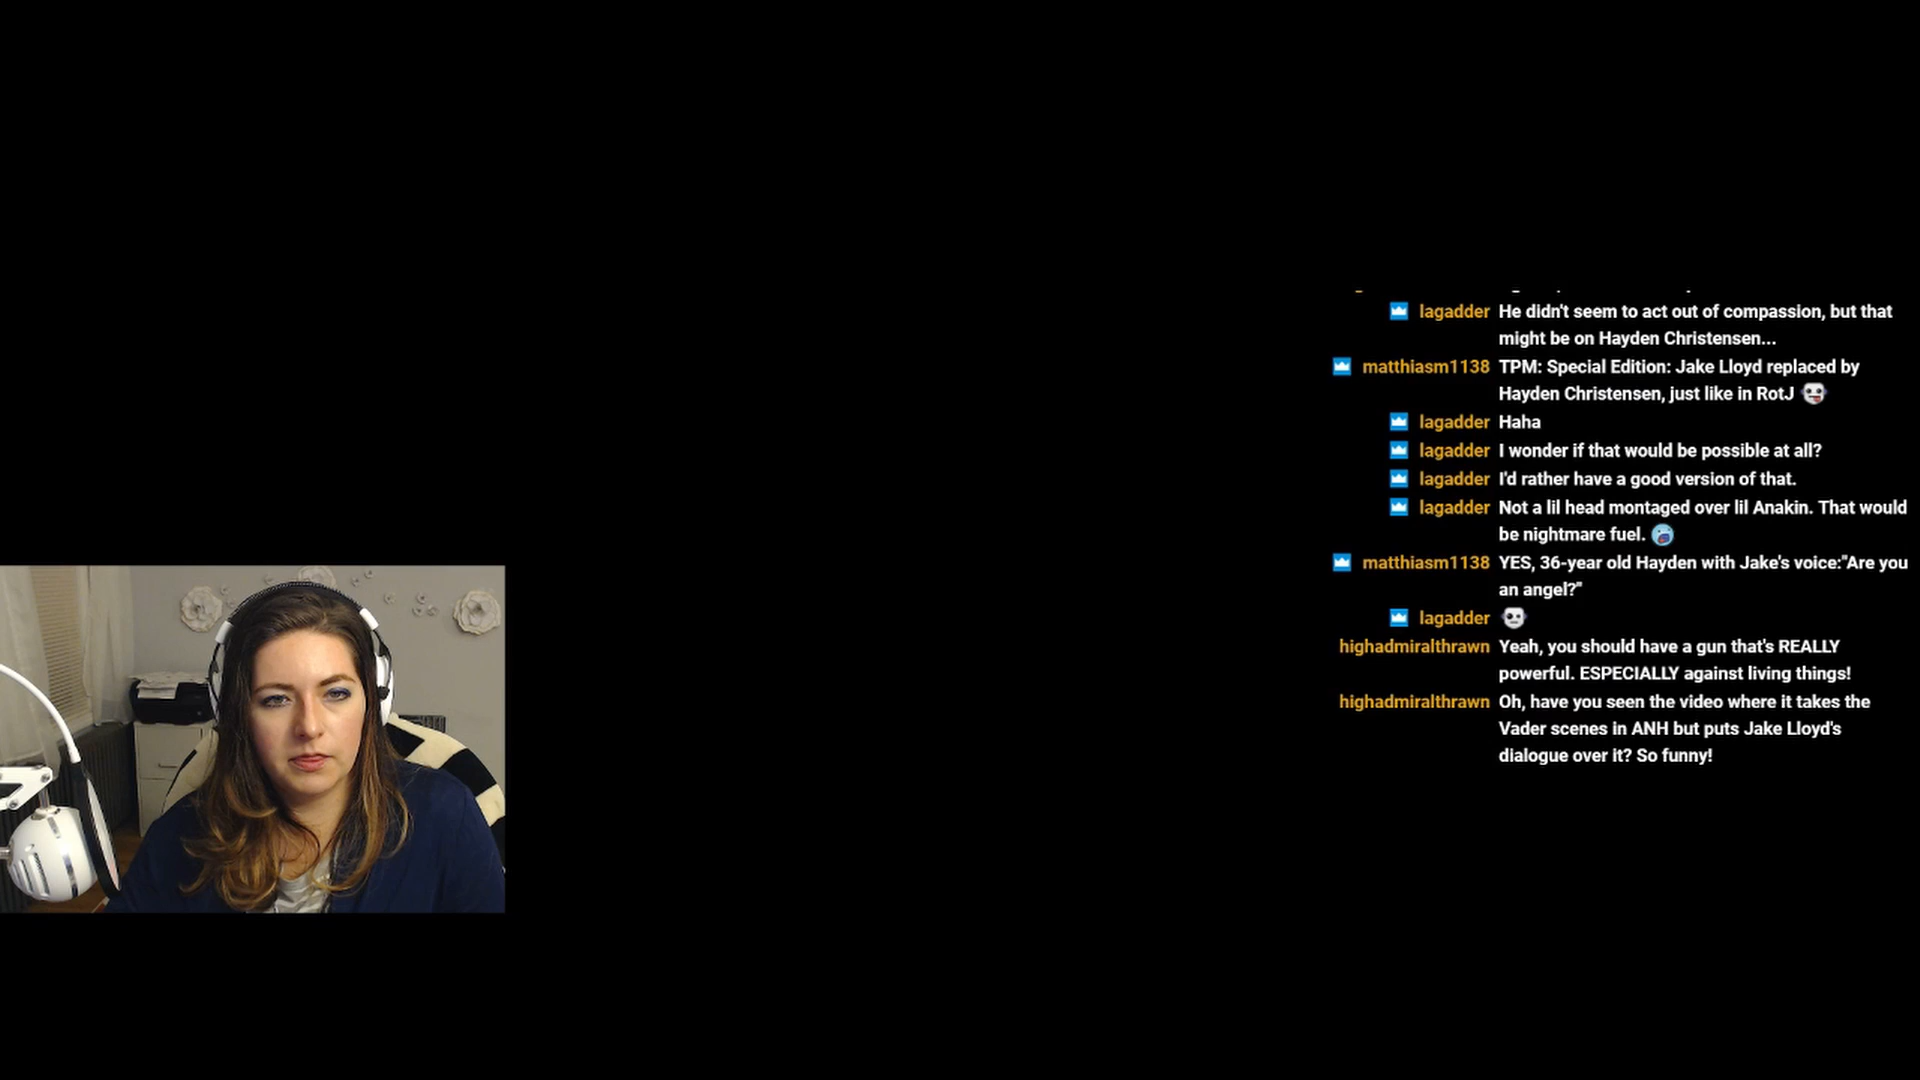 lagadder He didn't seem to act out of compassion, but that
might be on Hayden Christensen...
matthiasm1138 TPM: Special Edition: Jake Lloyd replaced by
Hayden Christensen, just like in RotJ
lagadder Haha
lagadder I wonder if that would be possible at all?
lagadder I'd rather have a good version of that.
lagadder Not a lil head montaged over lil Anakin. That would
be nightmare fuel.
matthiasm1138 YES, 36-year old Hayden with Jake's voice:"Are you
an angel?"
lagadder
highadmiralthrawn Yeah, you should have a gun that's REALLY
powerful. ESPECIALLY against living things!
highadmiralthrawn Oh, have you seen the video where it takes the
Vader scenes in ANH but puts Jake Lloyd's
dialogue over it? So funny!